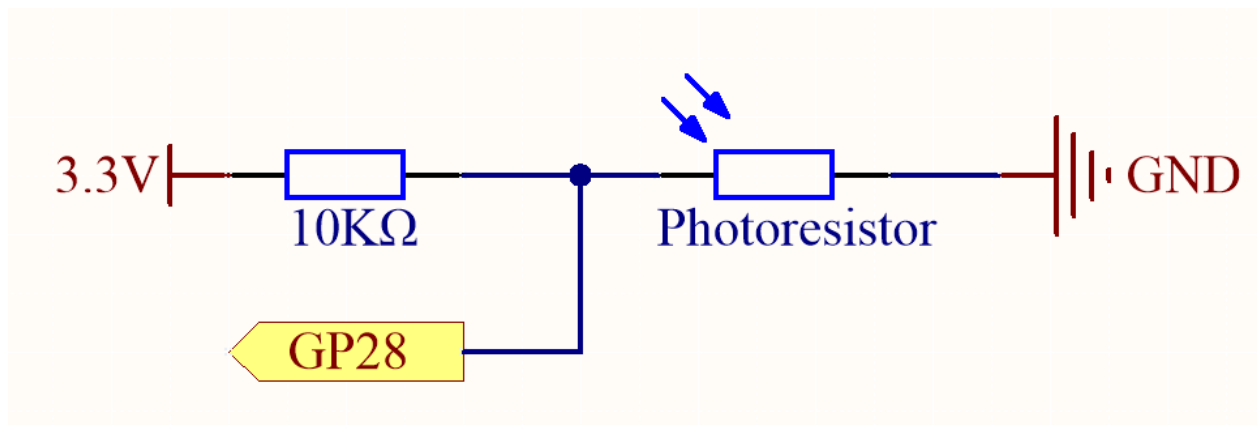 3.3V
10KΩ
Photoresistor
GND
GP28